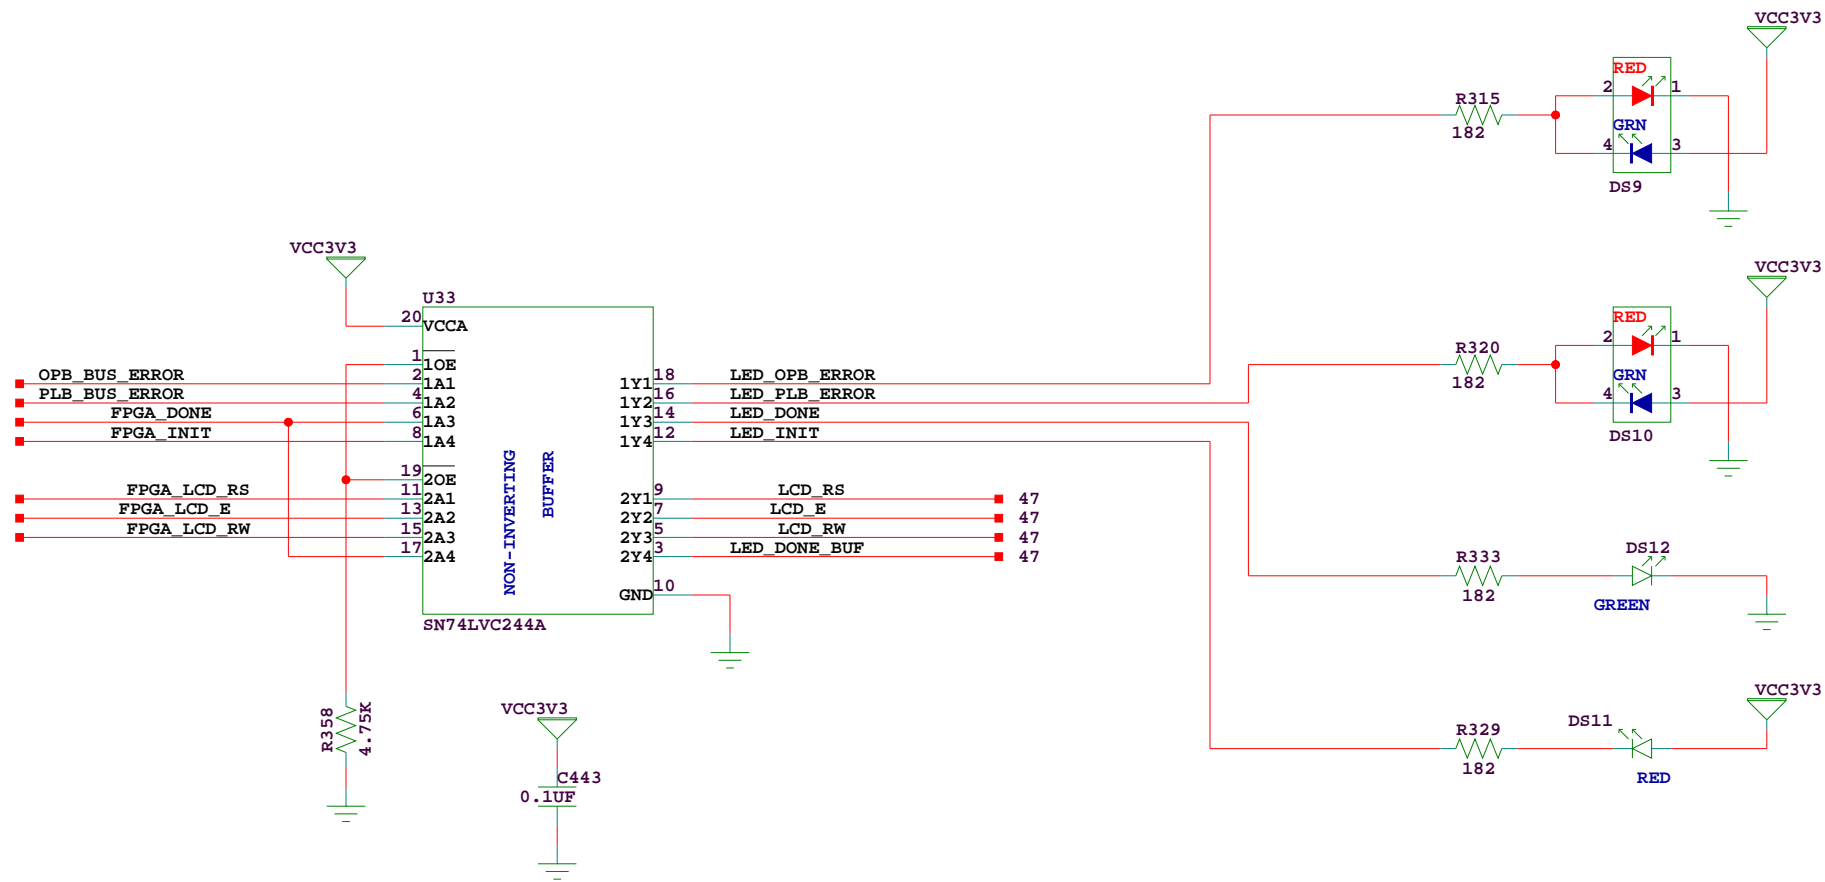 VCC3V3
RED
2
1
R315
182
GRN
4
3
DS9
VCC3V3
VCC3V3
RED
2
1
R320
182
GRN
4
3
DS10
U33
20
VCCA
1
1OE
OPB_BUS_ERROR
2
1A1
1Y1
18
LED_OPB_ERROR
PLB_BUS_ERROR
4
1A2
1Y2
16
LED_PLB_ERROR
FPGA_DONE
6
1A3
1Y3
14
LED_DONE
FPGA_INIT
8
1A4
1Y4
12
LED_INIT
19
2OE
FPGA_LCD_RS
11
2A1
2Y1
9
LCD_RS
47
FPGA_LCD_E
13
2A2
2Y2
7
LCD_E
47
FPGA_LCD_RW
15
2A3
2Y3
5
LCD_RW
47
17
2A4
2Y4
3
LED_DONE_BUF
47
NON-INVERTING
BUFFER
GND
10
SN74LVC244A
R333
182
DS12
GREEN
R358
4.75K
VCC3V3
C443
0.1UF
R329
182
DS11
RED
VCC3V3